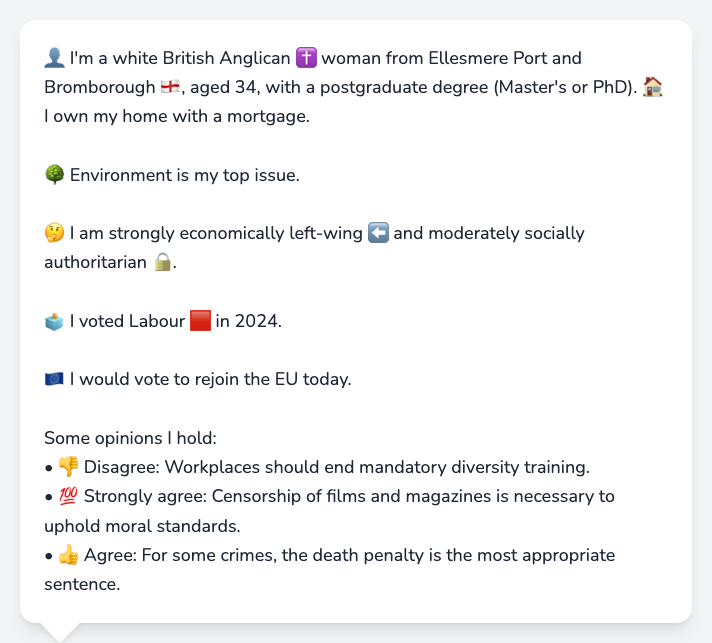 👤 I'm a white British Anglican ✝️ woman from Ellesmere Port and
Bromborough 🏴󠁧󠁢󠁥󠁮󠁧󠁿, aged 34, with a postgraduate degree (Master's or PhD). 🏠
I own my home with a mortgage.
🌳 Environment is my top issue.
🤔 I am strongly economically left-wing ⬅️ and moderately socially
authoritarian 🔒.
🗳️ I voted Labour 🟥 in 2024.
🇪🇺 I would vote to rejoin the EU today.
Some opinions I hold:
• 👎 Disagree: Workplaces should end mandatory diversity training.
• 💯 Strongly agree: Censorship of films and magazines is necessary to
uphold moral standards.
• 👍 Agree: For some crimes, the death penalty is the most appropriate
sentence.